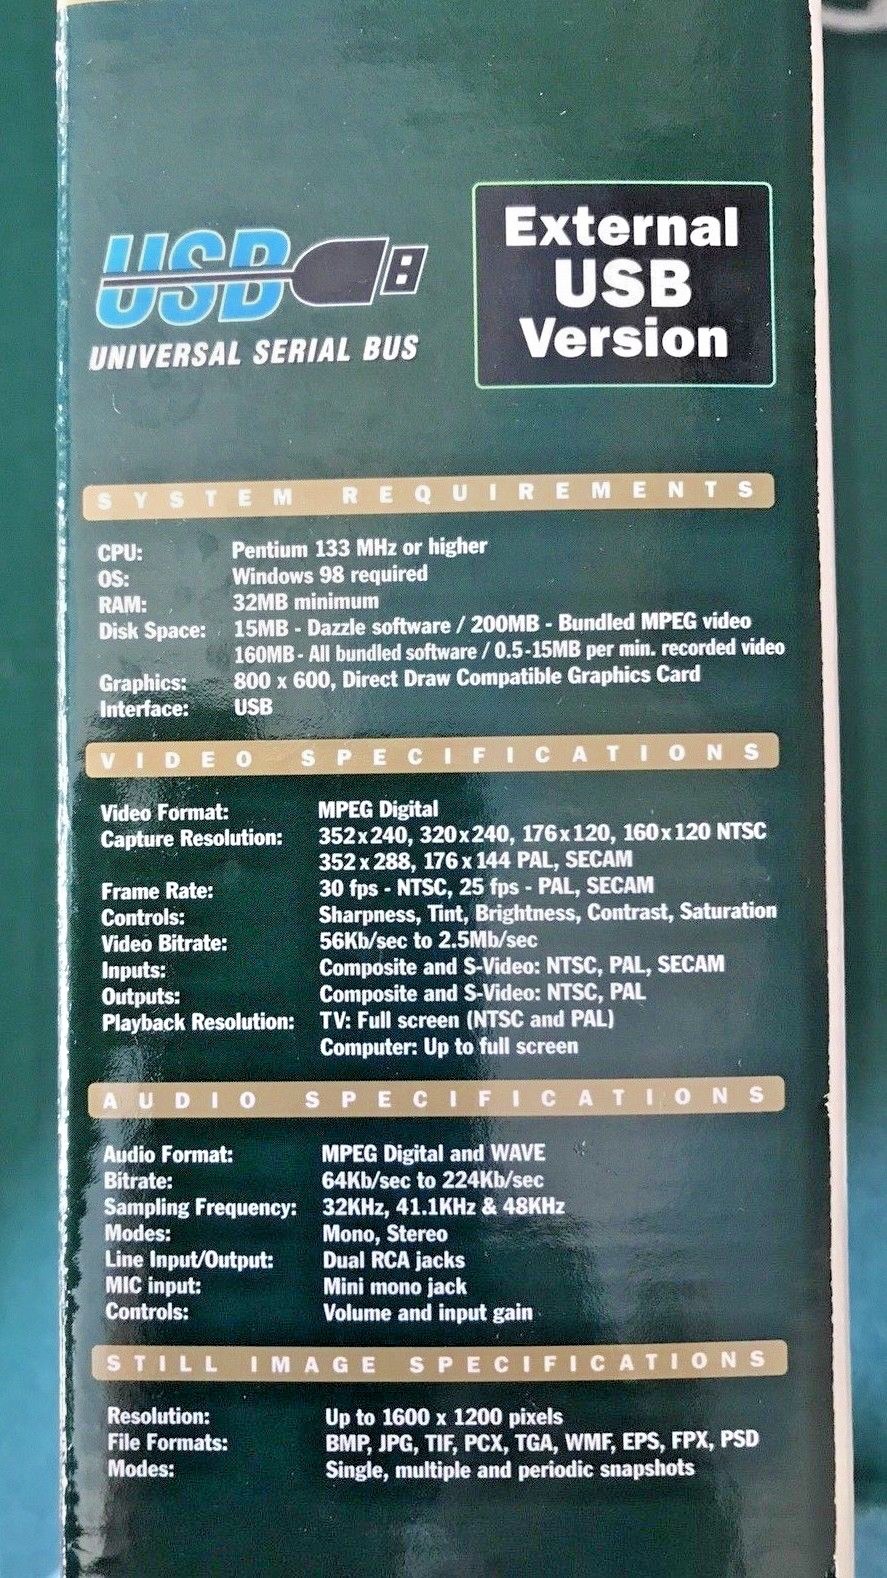 USB
UNIVERSAL SERIAL BUS
External
USB
Version
SYSTEM REQUIREMENTS
CPU: Pentium 133 MHz or higher
OS: Windows 98 required
RAM: 32MB minimum
Disk Space: 15MB - Dazzle software / 200MB - Bundled MPEG video
160MB - All bundled software / 0.5-15MB per min. recorded video
Graphics: 800 x 600, Direct Draw Compatible Graphics Card
Interface: USB
VIDEO SPECIFICATIONS
Video Format: MPEG Digital
Capture Resolution: 352x240, 320x240, 176x120, 160x120 NTSC
352 x 288, 176 x 144 PAL, SECAM
Frame Rate: 30 fps - NTSC, 25 fps - PAL, SECAM
Controls: Sharpness, Tint, Brightness, Contrast, Saturation
Video Bitrate: 56Kb/sec to 2.5Mb/sec
Inputs: Composite and S-Video: NTSC, PAL, SECAM
Outputs: Composite and S-Video: NTSC, PAL
Playback Resolution: TV: Full screen (NTSC and PAL)
Computer: Up to full screen
AUDIO SPECIFICATIONS
Audio Format: MPEG Digital and WAVE
Bitrate: 64Kb/sec to 224Kb/sec
Sampling Frequency: 32KHz, 41.1KHz & 48KHz
Modes: Mono, Stereo
Line Input/Output: Dual RCA jacks
MIC input: Mini mono jack
Controls: Volume and input gain
STILL IMAGE SPECIFICATIONS
Resolution: Up to 1600 x 1200 pixels
File Formats: BMP, JPG, TIF, PCX, TGA, WMF, EPS, FPX, PSD
Modes: Single, multiple and periodic snapshots